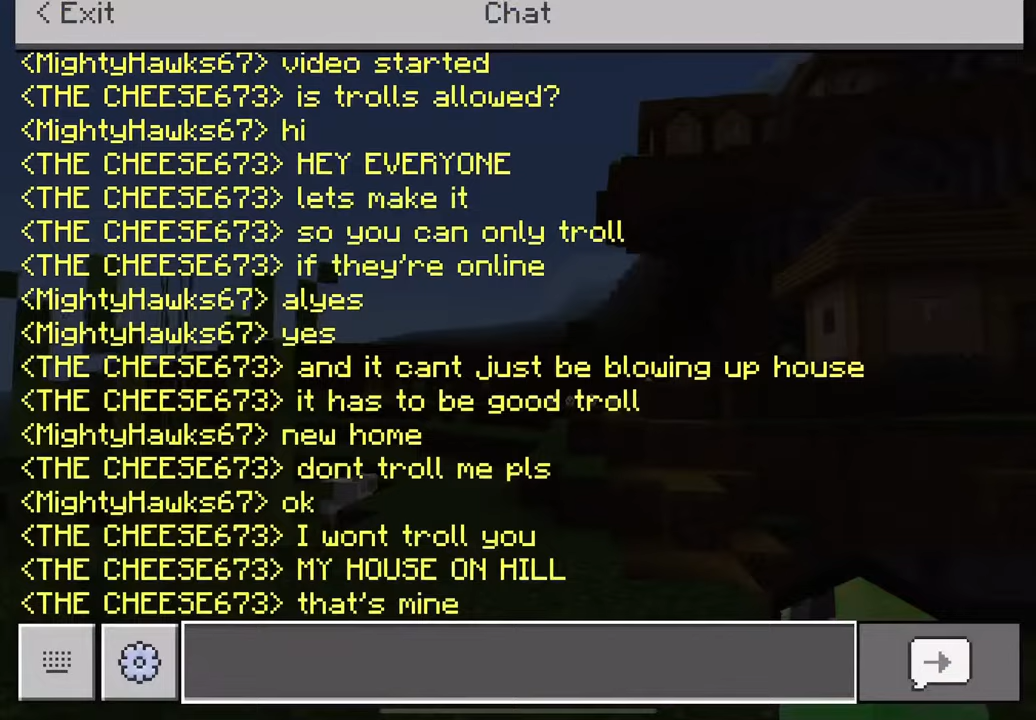 < Exit
Chat
<MightyHawks67> video started
<THE CHEESE673> is trolls allowed?
<MightyHawks67> hi
<THE CHEESE673> HEY EVERYONE
<THE CHEESE673> lets make it
<THE CHEESE673> so you can only troll
<THE CHEESE673> if they're online
<MightyHawks67> alyes
<MightyHawks67> yes
<THE CHEESE673> and it cant just be blowing up house
<THE CHEESE673> it has to be good troll
<MightyHawks67> new home
<THE CHEESE673> dont troll me pls
<MightyHawks67> ok
<THE CHEESE673> I wont troll you
<THE CHEESE673> MY HOUSE ON HILL
<THE CHEESE673> that's mine